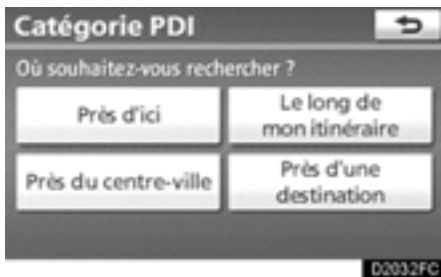 Catégorie PDI
Où souhaitez-vous rechercher ?
Près d'ici
Le long de
mon itinéraire
Près du centre-ville
Près d'une
destination
D2032FC